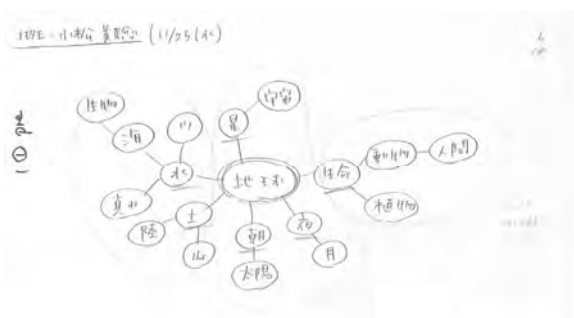 (11/25(水)
生物
海
川
星
宇宙
水
地球
生命
動物
人間
植物
真水
土
陸
山
朝
太陽
夜
月